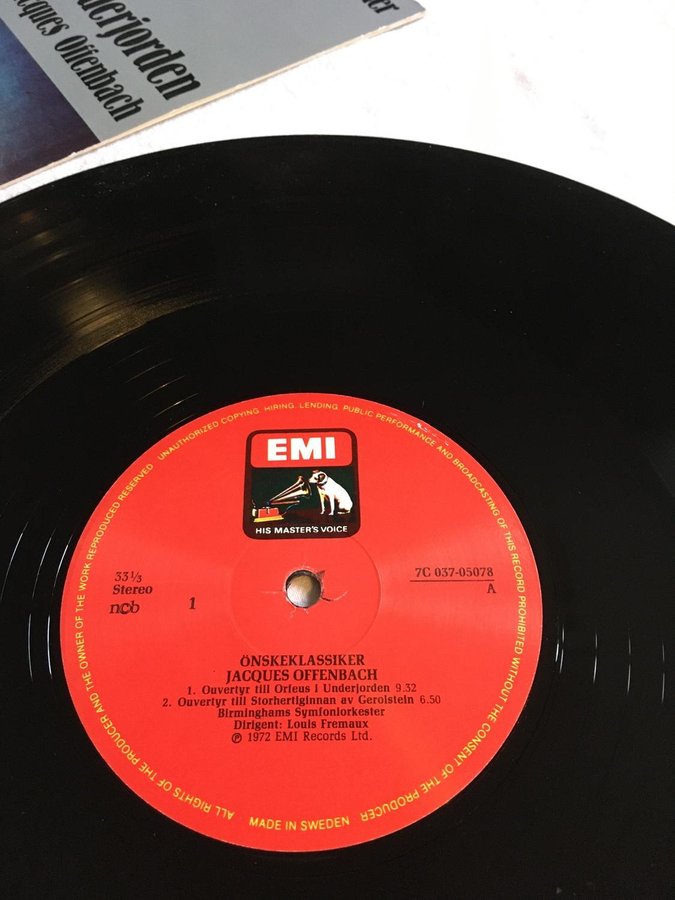 derjorden
cques Offenbach
UNAUTHORIZED COPYING, HIRING, LENDING, PUBLIC PERFORMANCE AND BROADCASTING OF THIS RECORD PROHIBITED WITHOUT THE CONSENT OF THE PRODUCER · ALL RIGHTS OF THE PRODUCER AND THE OWNER OF THE WORK REPRODUCED RESERVED
EMI
HIS MASTER'S VOICE
33⅓
Stereo
ncb
1
7C 037-05078
A
ÖNSKEKLASSIKER
JACQUES OFFENBACH
1. Ouvertyr till Orfeus i Underjorden 9.32
2. Ouvertyr till Storhertiginnan av Gerolstein 6.50
Birminghams Symfoniorkester
Dirigent: Louis Fremaux
℗ 1972 EMI Records Ltd.
MADE IN SWEDEN